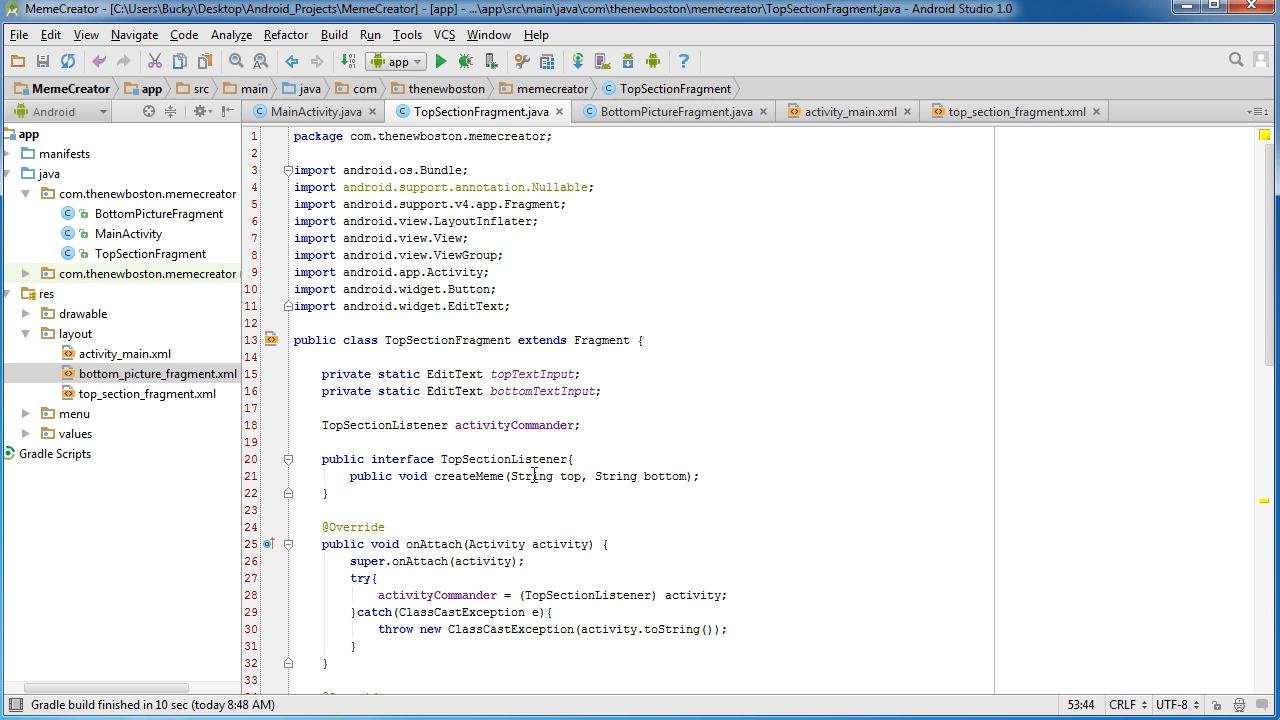 MemeCreator - [C:\Users\Bucky\Desktop\Android_Projects\MemeCreator] - [app] - ...\app\src\main\java\com\thenewboston\memecreator\TopSectionFragment.java - Android Studio 1.0
File Edit View Navigate Code Analyze Refactor Build Run Tools VCS Window Help
app
MemeCreator app src main java com thenewboston memecreator TopSectionFragment
Android
MainActivity.java TopSectionFragment.java BottomPictureFragment.java activity_main.xml top_section_fragment.xml
app
manifests
java
com.thenewboston.memecreator
BottomPictureFragment
MainActivity
TopSectionFragment
com.thenewboston.memecreator (
res
drawable
layout
activity_main.xml
bottom_picture_fragment.xml
top_section_fragment.xml
menu
values
Gradle Scripts
1 package com.thenewboston.memecreator;
2
3 import android.os.Bundle;
4 import android.support.annotation.Nullable;
5 import android.support.v4.app.Fragment;
6 import android.view.LayoutInflater;
7 import android.view.View;
8 import android.view.ViewGroup;
9 import android.app.Activity;
10 import android.widget.Button;
11 import android.widget.EditText;
12
13 public class TopSectionFragment extends Fragment {
14
15 private static EditText topTextInput;
16 private static EditText bottomTextInput;
17
18 TopSectionListener activityCommander;
19
20 public interface TopSectionListener{
21 public void createMeme(String top, String bottom);
22 }
23
24 @Override
25 public void onAttach(Activity activity) {
26 super.onAttach(activity);
27 try{
28 activityCommander = (TopSectionListener) activity;
29 }catch(ClassCastException e){
30 throw new ClassCastException(activity.toString());
31 }
32 }
33
Gradle build finished in 10 sec (today 8:48 AM) 53:44 CRLF UTF-8